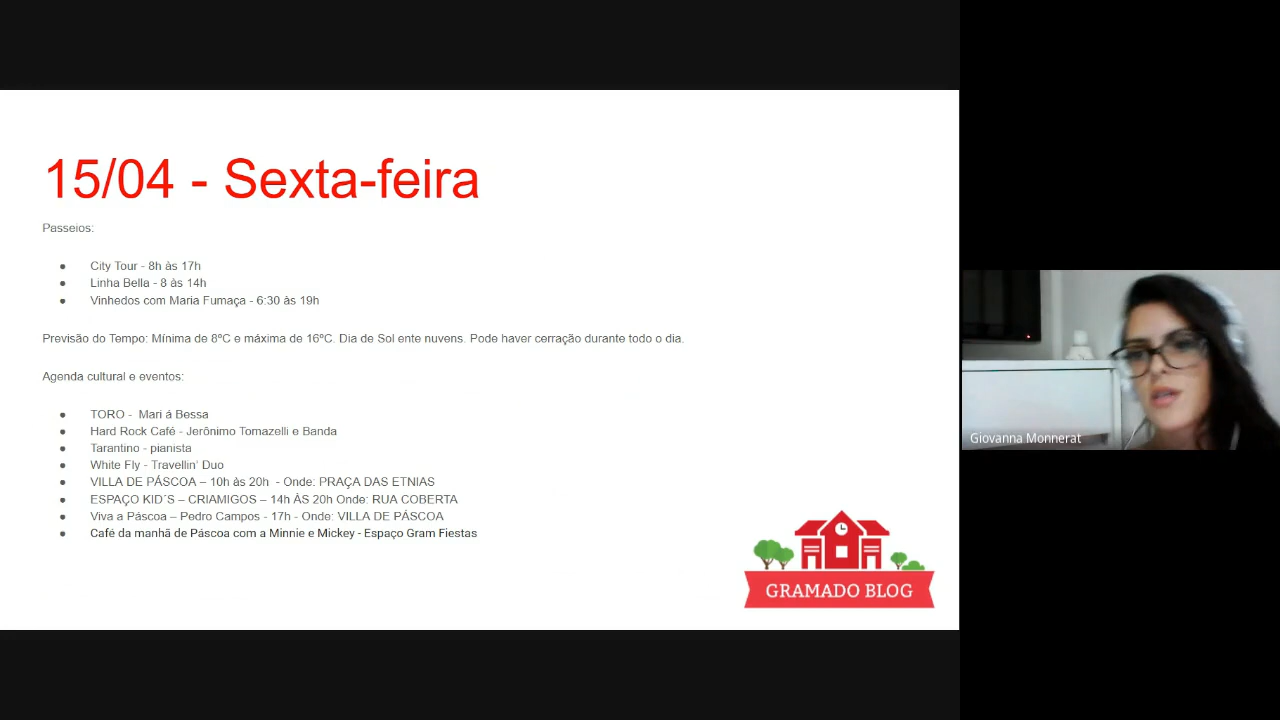 15/04 - Sexta-feira
Passeios:
● City Tour - 8h às 17h
● Linha Bella - 8 às 14h
● Vinhedos com Maria Fumaça - 6:30 às 19h
Previsão do Tempo: Mínima de 8ºC e máxima de 16ºC. Dia de Sol ente nuvens. Pode haver cerração durante todo o dia.
Agenda cultural e eventos:
● TORO - Mari á Bessa
● Hard Rock Café - Jerônimo Tomazelli e Banda
● Tarantino - pianista
● White Fly - Travellin' Duo
● VILLA DE PÁSCOA – 10h às 20h - Onde: PRAÇA DAS ETNIAS
● ESPAÇO KID´S – CRIAMIGOS – 14h ÀS 20h Onde: RUA COBERTA
● Viva a Páscoa – Pedro Campos - 17h - Onde: VILLA DE PÁSCOA
● Café da manhã de Páscoa com a Minnie e Mickey - Espaço Gram Fiestas
GRAMADO BLOG
Giovanna Monnerat